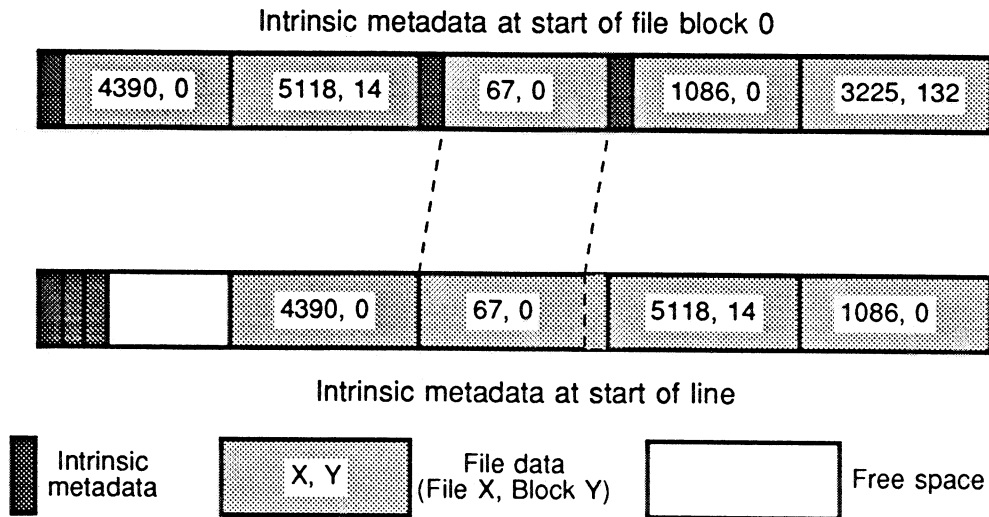 Intrinsic metadata at start of file block 0
4390, 0 5118, 14 67, 0 1086, 0 3225, 132
4390, 0 67, 0 5118, 14 1086, 0
Intrinsic metadata at start of line
Intrinsic
metadata
X, Y
File data
(File X, Block Y)
Free space